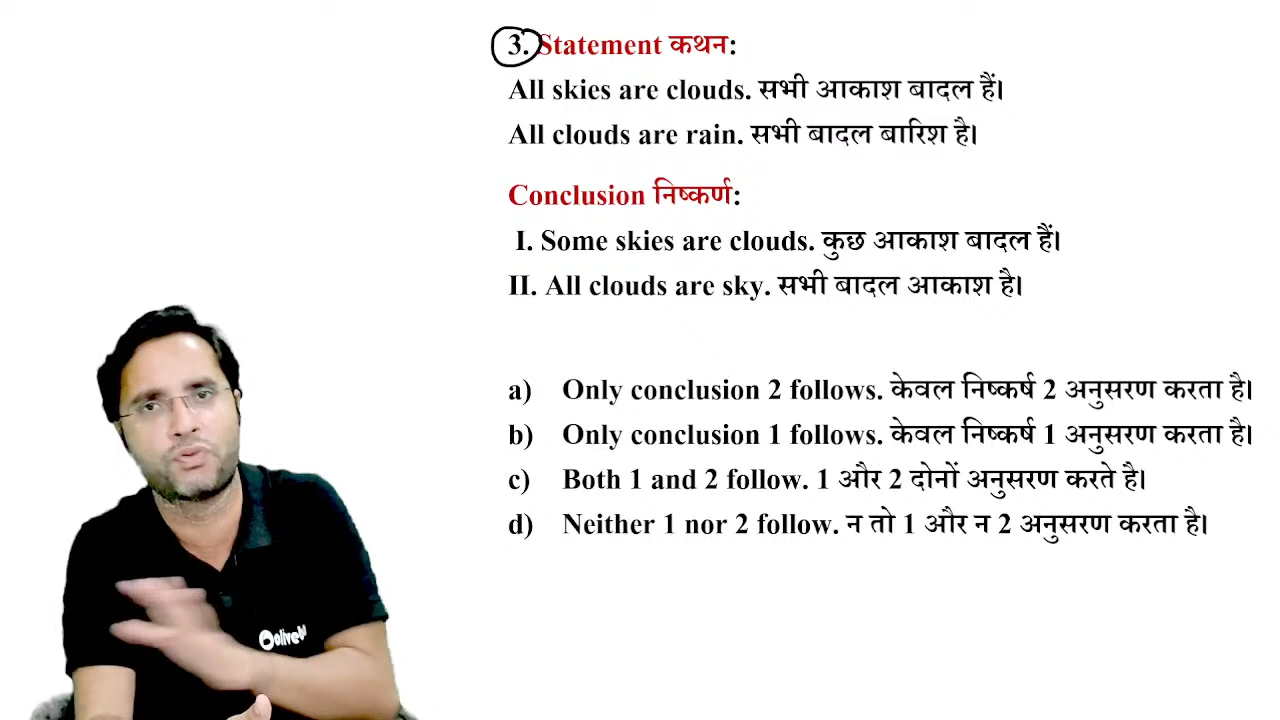 3. Statement कथन:
All skies are clouds. सभी आकाश बादल हैं।
All clouds are rain. सभी बादल बारिश है।
Conclusion निष्कर्ण:
I. Some skies are clouds. कुछ आकाश बादल हैं।
II. All clouds are sky. सभी बादल आकाश है।
a) Only conclusion 2 follows. केवल निष्कर्ष 2 अनुसरण करता है।
b) Only conclusion 1 follows. केवल निष्कर्ष 1 अनुसरण करता है।
c) Both 1 and 2 follow. 1 और 2 दोनों अनुसरण करते है।
d) Neither 1 nor 2 follow. न तो 1 और न 2 अनुसरण करता है।